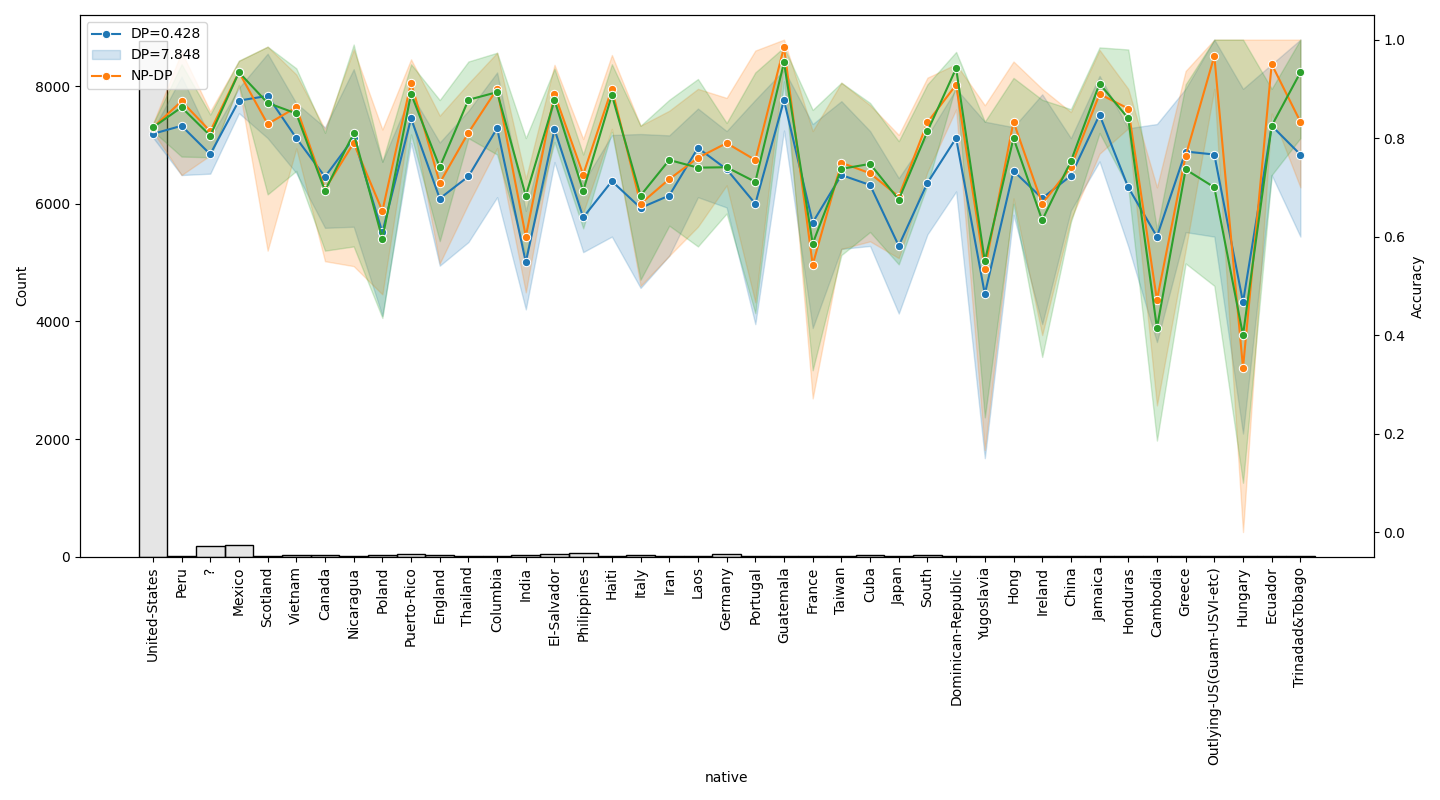 DP=0.428
DP=7.848
NP-DP
8000
6000
4000
2000
0
Count
1.0
0.8
0.6
0.4
0.2
0.0
Accuracy
United-States
Peru
?
Mexico
Scotland
Vietnam
Canada
Nicaragua
Poland
Puerto-Rico
England
Thailand
Columbia
India
El-Salvador
Philippines
Haiti
Italy
Iran
Laos
Germany
Portugal
Guatemala
France
Taiwan
Cuba
Japan
South
Dominican-Republic
Yugoslavia
Hong
Ireland
China
Jamaica
Honduras
Cambodia
Greece
Outlying-US(Guam-USVI-etc)
Hungary
Ecuador
Trinadad&Tobago
native